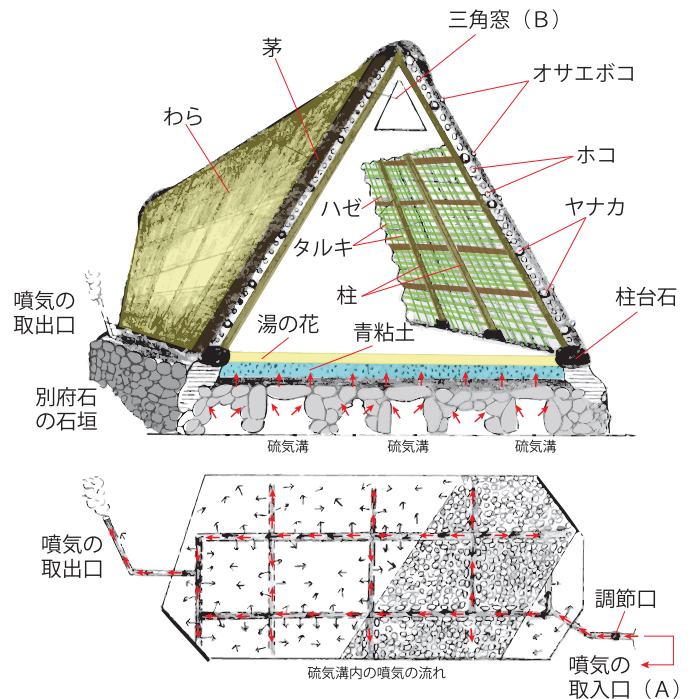 三角窓（B）
茅
オサエボコ
わら
ホコ
ハゼ
ヤナカ
タルキ
柱
噴気の
取出口
柱台石
湯の花
青粘土
別府石
の石垣
硫気溝
硫気溝
硫気溝
噴気の
取出口
調節口
硫気溝内の噴気の流れ
噴気の
取入口（A）